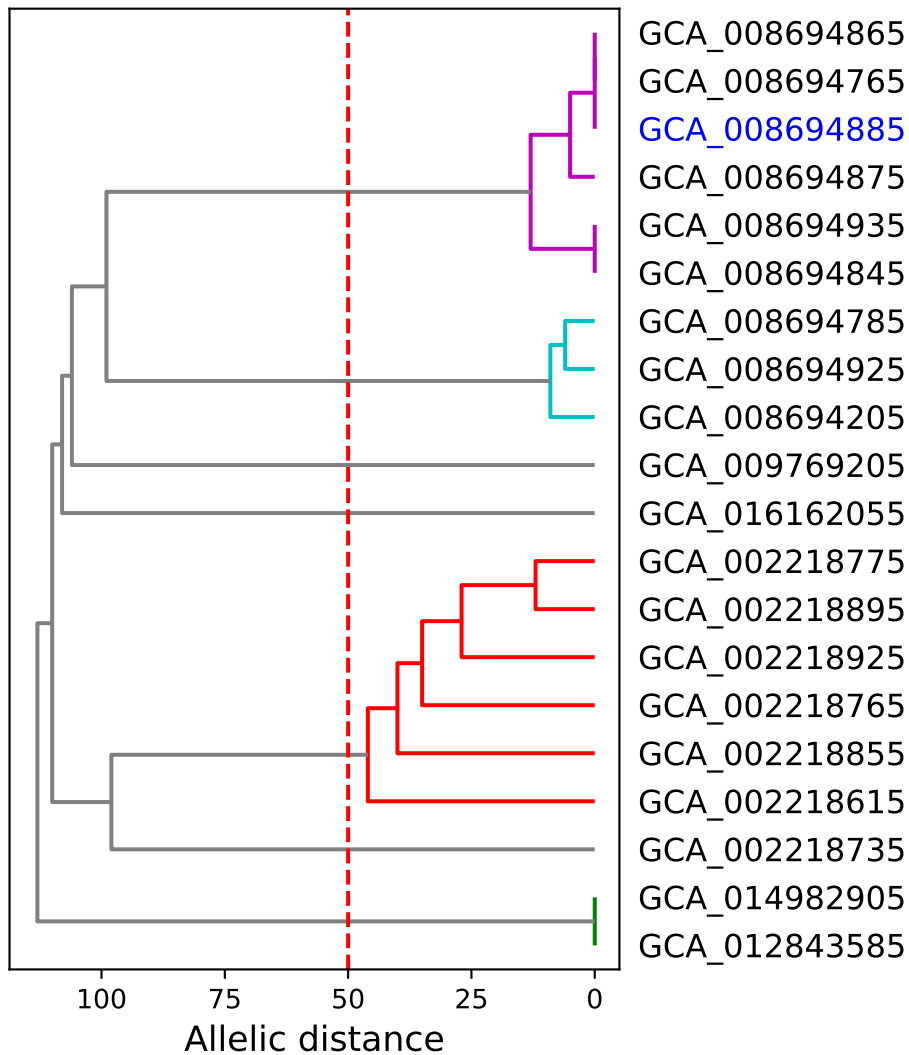 GCA_008694865
GCA_008694765
GCA_008694885
GCA_008694875
GCA_008694935
GCA_008694845
GCA_008694785
GCA_008694925
GCA_008694205
GCA_009769205
GCA_016162055
GCA_002218775
GCA_002218895
GCA_002218925
GCA_002218765
GCA_002218855
GCA_002218615
GCA_002218735
GCA_014982905
GCA_012843585
100 75 50 25 0
Allelic distance